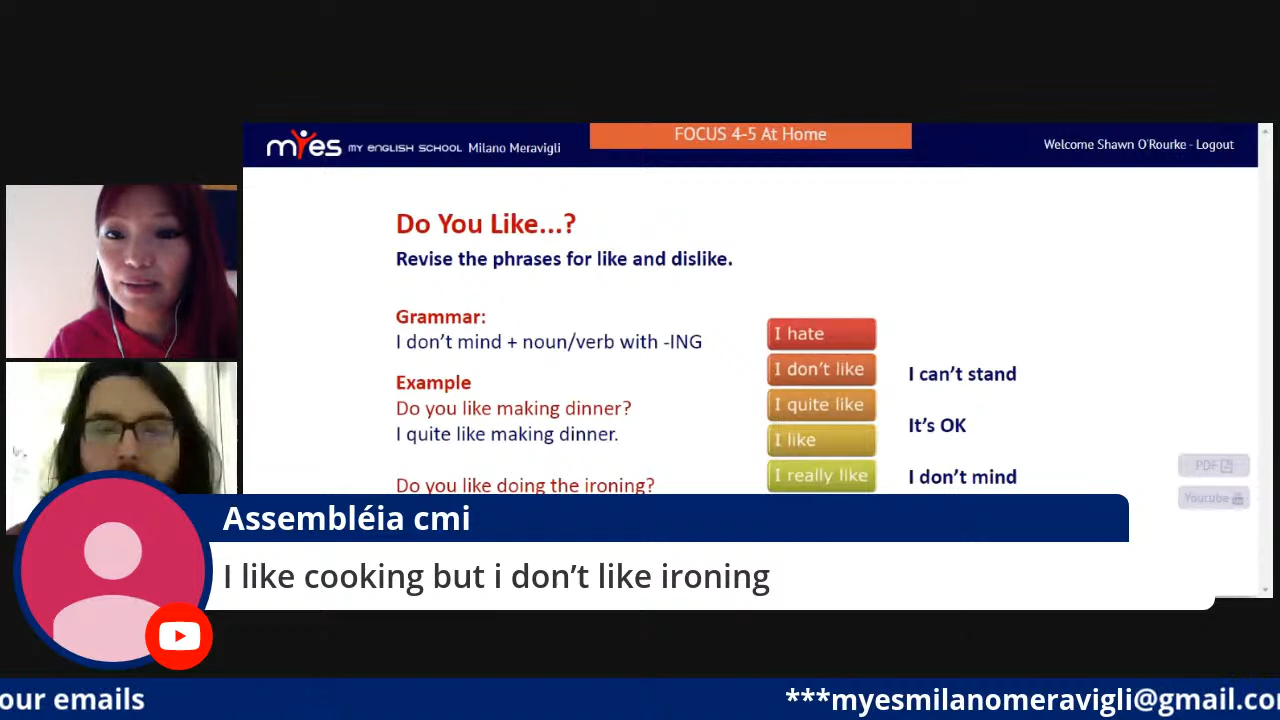 myes MY ENGLISH SCHOOL Milano Meravigli
FOCUS 4-5 At Home
Welcome Shawn O'Rourke - Logout
Do You Like...?
Revise the phrases for like and dislike.
Grammar:
I don't mind + noun/verb with -ING
Example
Do you like making dinner?
I quite like making dinner.
Do you like doing the ironing?
I hate
I don't like
I quite like
I like
I really like
I can't stand
It's OK
I don't mind
PDF
Youtube
Assembléia cmi
I like cooking but i don't like ironing
our emails
***myesmilanomeravigli@gmail.co